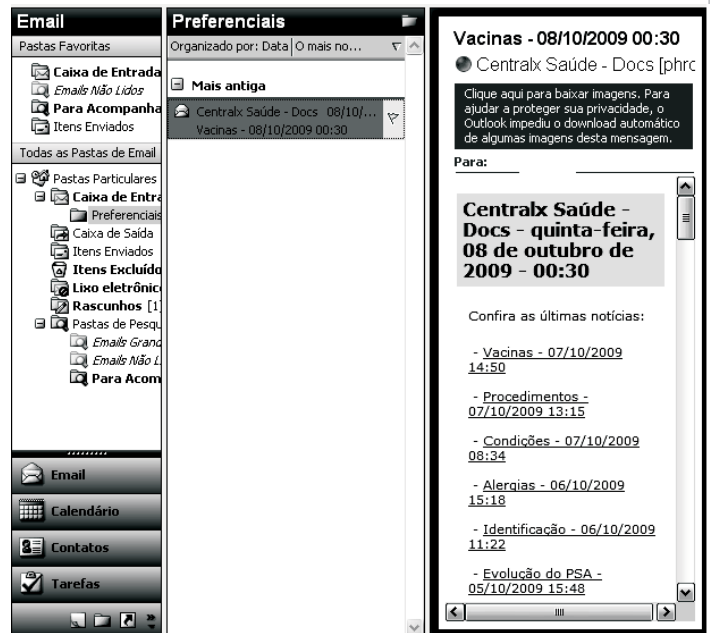 Email
Pastas Favoritas
Caixa de Entrada
Emails Não Lidos
Para Acompanha
Itens Enviados
Todas as Pastas de Email
Pastas Particulares
Caixa de Entra
Preferenciais
Caixa de Saída
Itens Enviados
Itens Excluído
Lixo eletrônic
Rascunhos [1]
Pastas de Pesqu
Emails Grand
Emails Não L
Para Acom
Email
Calendário
Contatos
Tarefas
Preferenciais
Organizado por: Data O mais no...
Mais antiga
Centralx Saúde - Docs 08/10/...
Vacinas - 08/10/2009 00:30
Vacinas - 08/10/2009 00:30
Centralx Saúde - Docs [phro
Clique aqui para baixar imagens. Para
ajudar a proteger sua privacidade, o
Outlook impediu o download automático
de algumas imagens desta mensagem.
Para:
Centralx Saúde -
Docs - quinta-feira,
08 de outubro de
2009 - 00:30
Confira as últimas notícias:
- Vacinas - 07/10/2009
14:50
- Procedimentos -
07/10/2009 13:15
- Condições - 07/10/2009
08:34
- Alergias - 06/10/2009
15:18
- Identificação - 06/10/2009
11:22
- Evolução do PSA -
05/10/2009 15:48